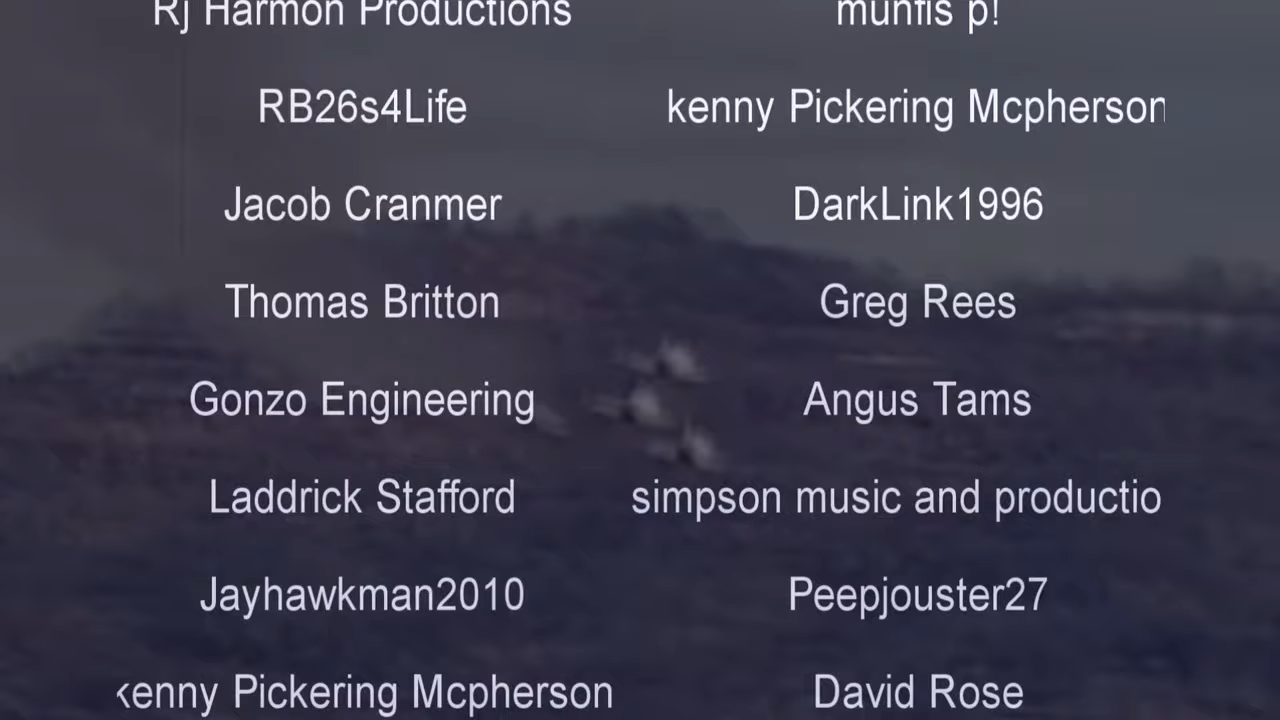 Rj Harmon Productions
munfis p!
RB26s4Life
kenny Pickering Mcpherson
Jacob Cranmer
DarkLink1996
Thomas Britton
Greg Rees
Gonzo Engineering
Angus Tams
Laddrick Stafford
simpson music and productio
Jayhawkman2010
Peepjouster27
kenny Pickering Mcpherson
David Rose